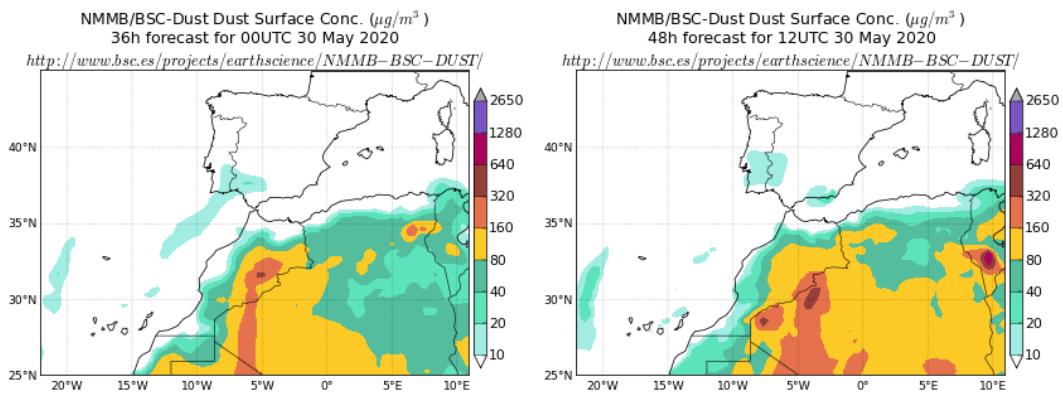 NMMB/BSC-Dust Dust Surface Conc. (μg/m³)
36h forecast for 00UTC 30 May 2020
http://www.bsc.es/projects/earthscience/NMMB−BSC−DUST/
2650
1280
640
320
160
80
40
20
10
40°N
35°N
30°N
25°N
20°W
15°W
10°W
5°W
0°
5°E
10°E
NMMB/BSC-Dust Dust Surface Conc. (μg/m³)
48h forecast for 12UTC 30 May 2020
http://www.bsc.es/projects/earthscience/NMMB−BSC−DUST/
2650
1280
640
320
160
80
40
20
10
40°N
35°N
30°N
25°N
20°W
15°W
10°W
5°W
0°
5°E
10°E